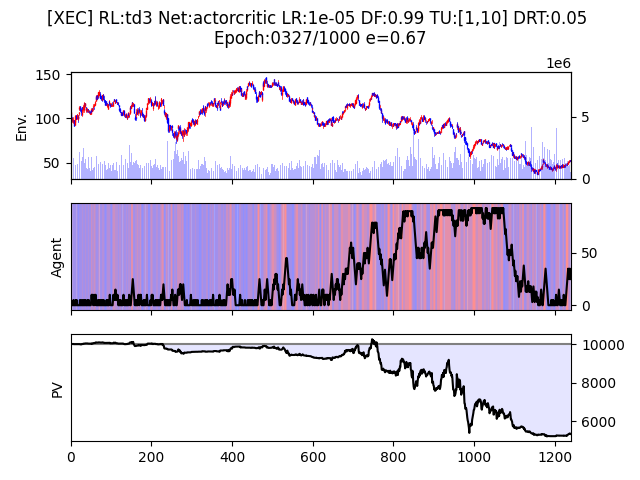 [XEC] RL:td3 Net:actorcritic LR:1e-05 DF:0.99 TU:[1,10] DRT:0.05
Epoch:0327/1000 e=0.67
1e6
150
100
50
Env.
5
0
Agent
50
0
PV
10000
8000
6000
0 200 400 600 800 1000 1200